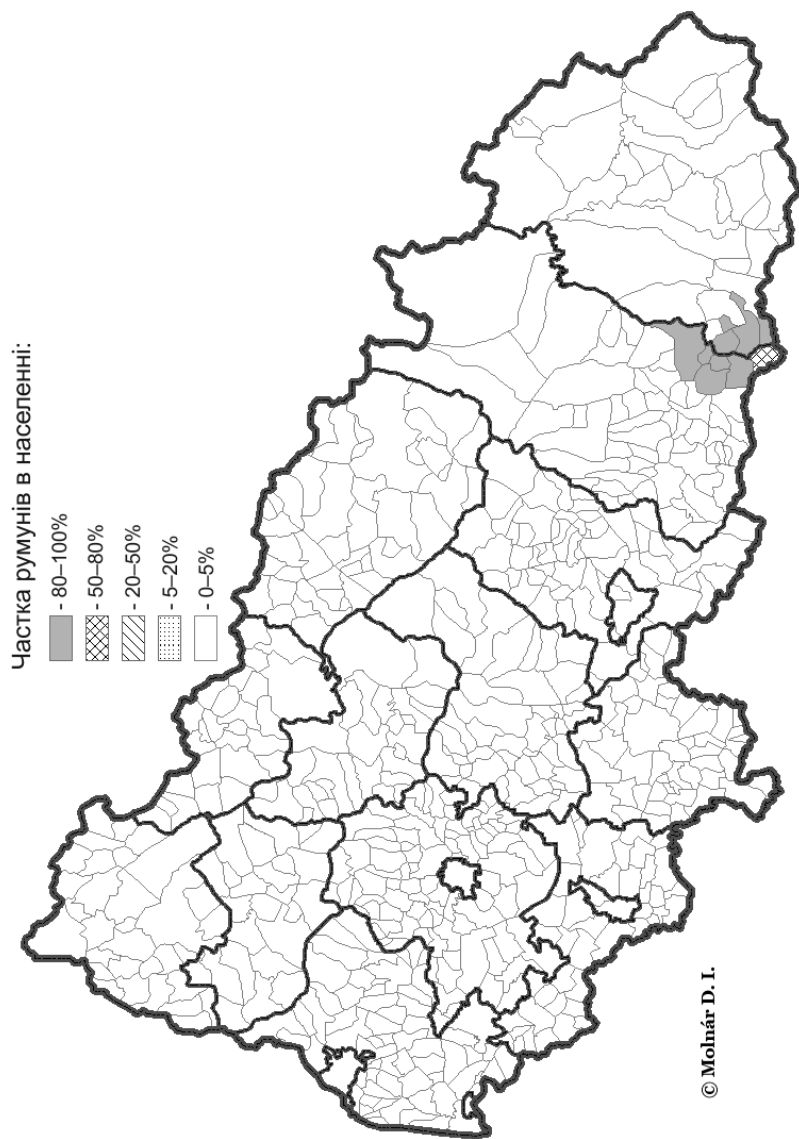 Частка румунів в населенні:
- 80–100%
- 50–80%
- 20–50%
- 5–20%
- 0–5%
© Molnár D. I.